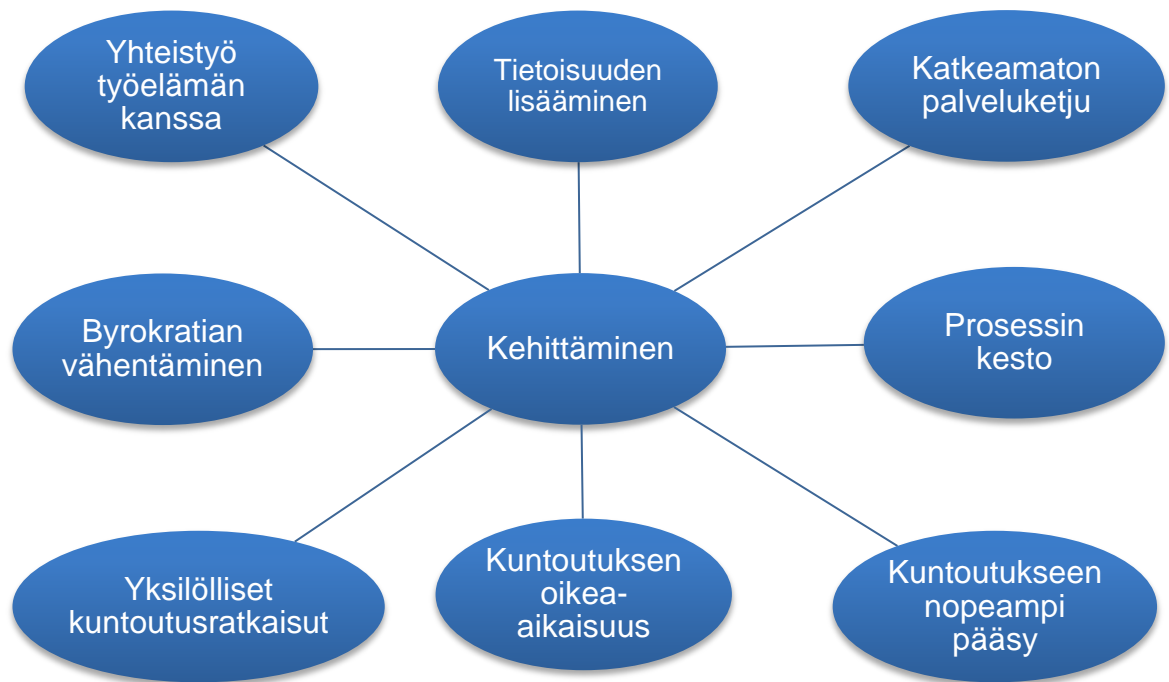 Yhteistyö
työelämän
kanssa
Tietoisuuden
lisääminen
Katkeamaton
palveluketju
Byrokratian
vähentäminen
Kehittäminen
Prosessin
kesto
Yksilölliset
kuntoutusratkaisut
Kuntoutuksen
oikea-
aikaisuus
Kuntoutukseen
nopeampi
pääsy